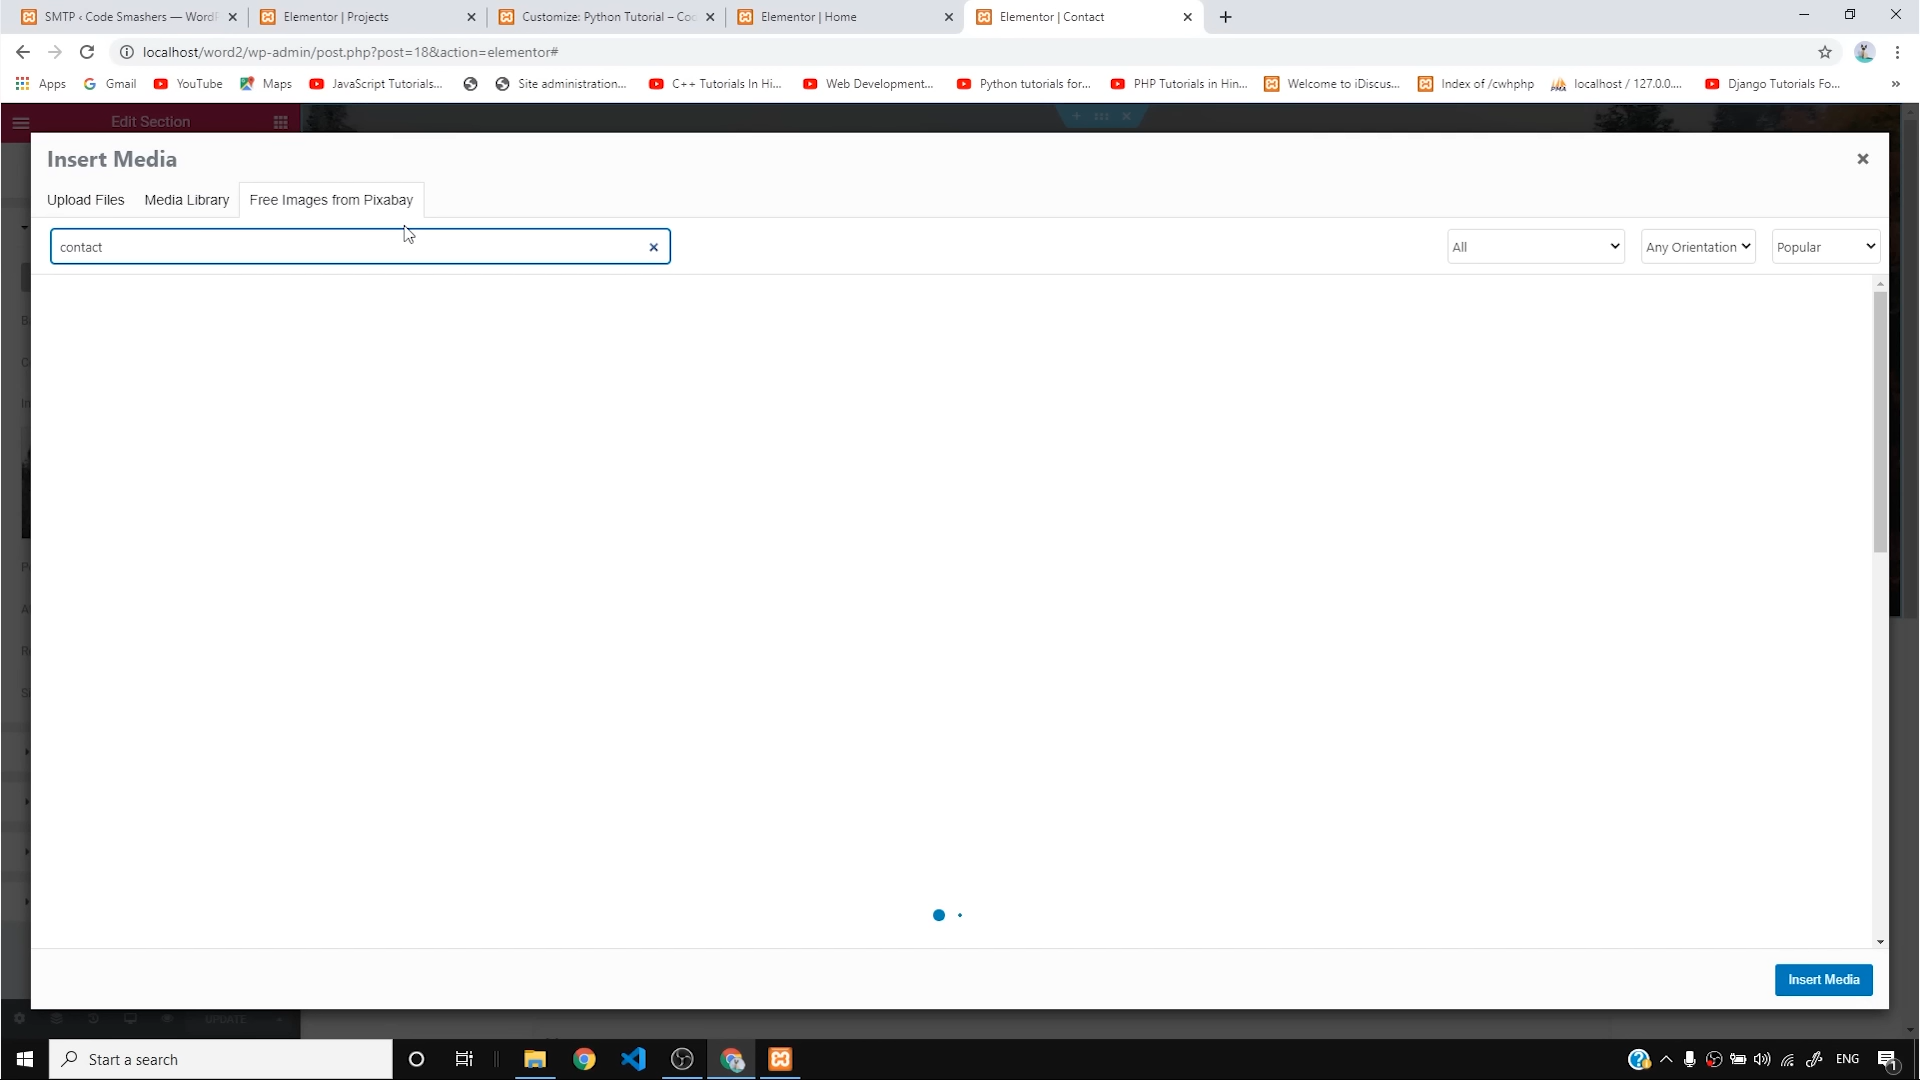 SMTP ‹ Code Smashers — WordP
Elementor | Projects
Customize: Python Tutorial – Coc
Elementor | Home
Elementor | Contact
localhost/word2/wp-admin/post.php?post=18&action=elementor#
Apps
Gmail
YouTube
Maps
JavaScript Tutorials...
Site administration...
C++ Tutorials In Hi...
Web Development...
Python tutorials for...
PHP Tutorials in Hin...
Welcome to iDiscus...
Index of /cwhphp
localhost / 127.0.0....
Django Tutorials Fo...
»
Edit Section
Insert Media
Upload Files
Media Library
Free Images from Pixabay
contact
All
Any Orientation
Popular
Insert Media
UPDATE
Start a search
ENG
1